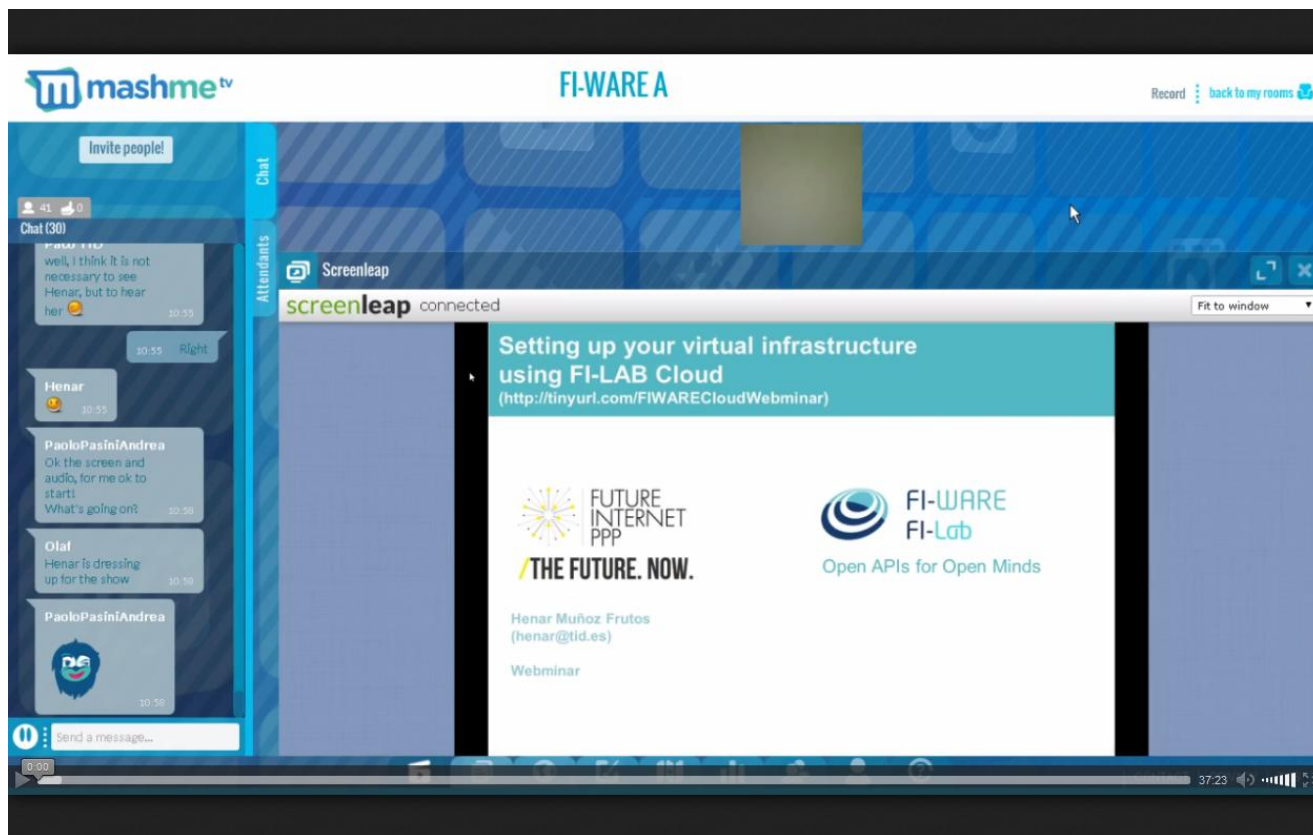 mashme tv
FI-WARE A
Record
back to my rooms
Invite people!
41
0
Chat (30)
Chat
Attendants
Paco TID
well, I think it is not
necessary to see
Henar, but to hear
her
10:55
10:55 Right
Henar
10:55
PaoloPasiniAndrea
Ok the screen and
audio, for me ok to
start!
What's going on?
10:58
Olaf
Henar is dressing
up for the show
10:58
PaoloPasiniAndrea
10:58
Send a message...
Screenleap
screenleap connected
Fit to window
Setting up your virtual infrastructure
using FI-LAB Cloud
(http://tinyurl.com/FIWARECloudWebminar)
FUTURE
INTERNET
PPP
/THE FUTURE. NOW.
FI-WARE
FI-Lab
Open APIs for Open Minds
Henar Muñoz Frutos
(henar@tid.es)
Webminar
0:00
37:23